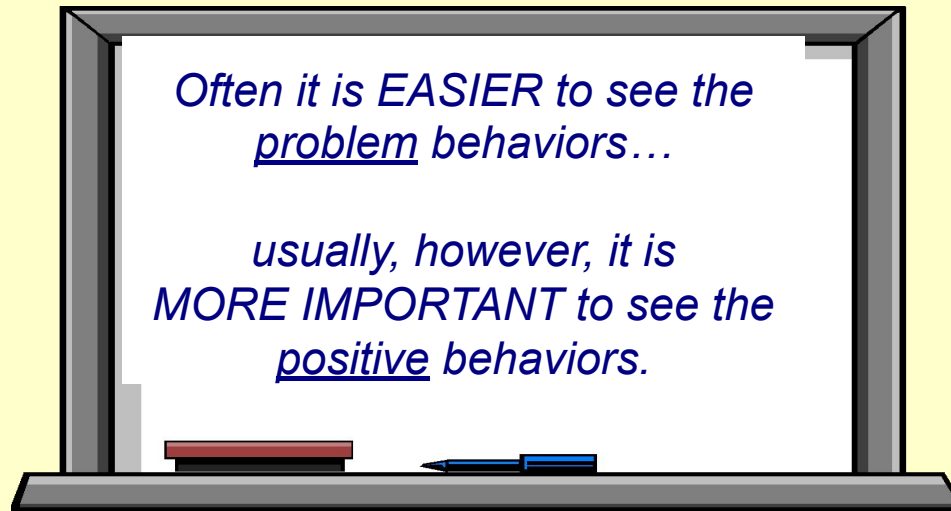 Often it is EASIER to see the
problem behaviors…
usually, however, it is
MORE IMPORTANT to see the
positive behaviors.